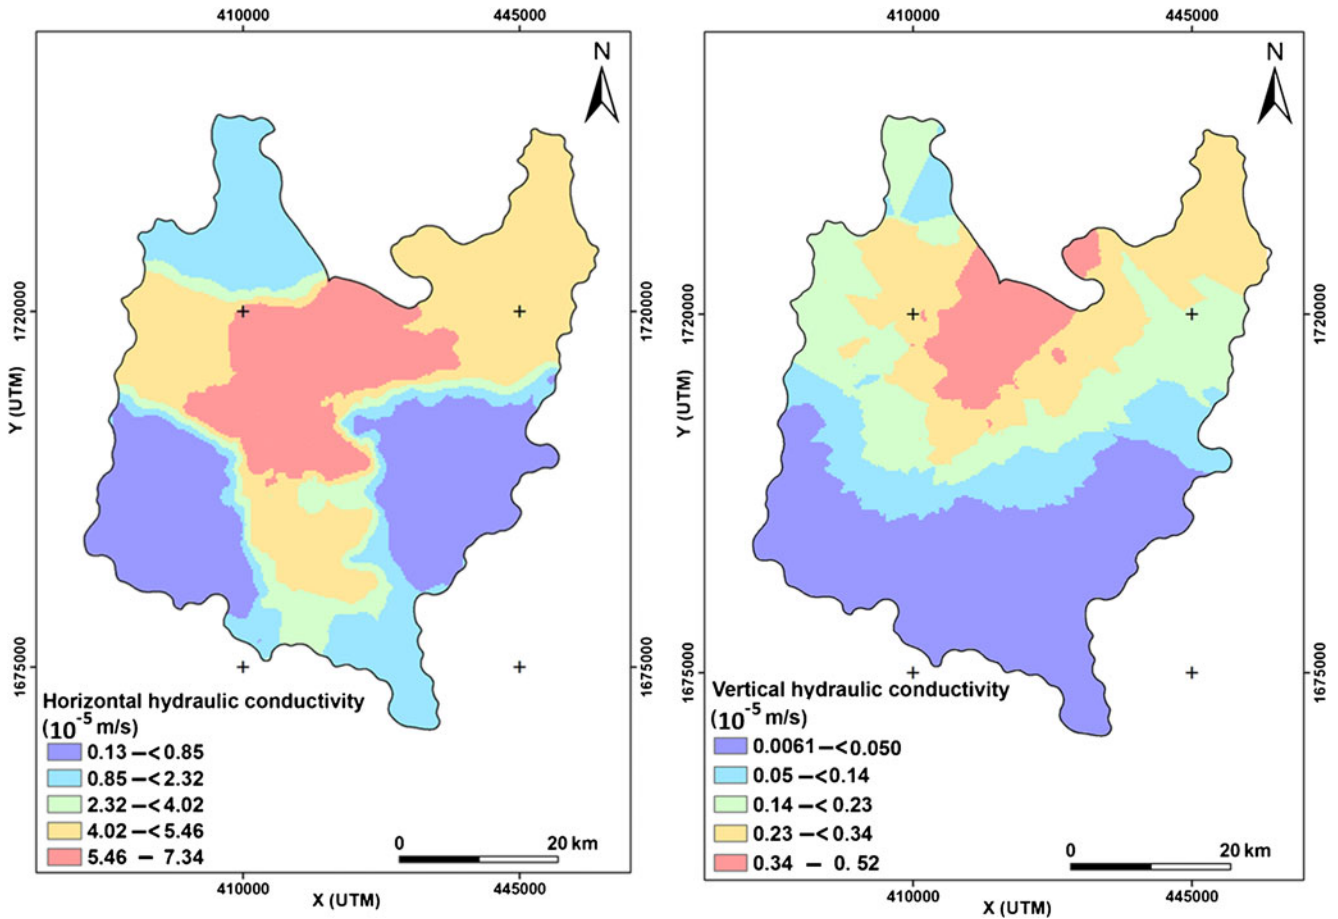 410000 445000
N
1720000 1720000
Y (UTM)
1675000 1675000
Horizontal hydraulic conductivity
(10-5 m/s)
0.13 –< 0.85
0.85 –< 2.32
2.32 –< 4.02
4.02 –< 5.46
5.46 – 7.34
0 20 km
410000 445000
X (UTM)
410000 445000
N
1720000 1720000
Y (UTM)
1675000 1675000
Vertical hydraulic conductivity
(10-5 m/s)
0.0061 –< 0.050
0.05 –< 0.14
0.14 –< 0.23
0.23 –< 0.34
0.34 – 0. 52
0 20 km
410000 445000
X (UTM)